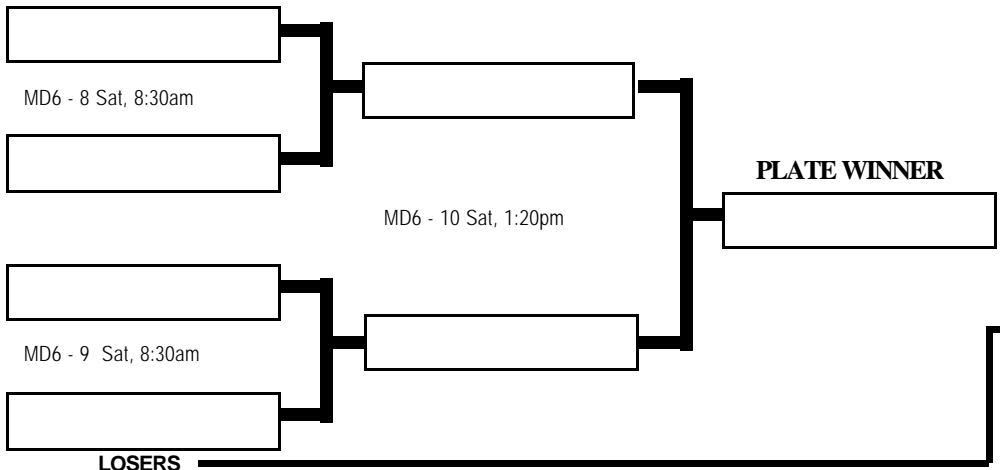 MD6 - 8 Sat, 8:30am
PLATE WINNER
MD6 - 10 Sat, 1:20pm
MD6 - 9 Sat, 8:30am
LOSERS